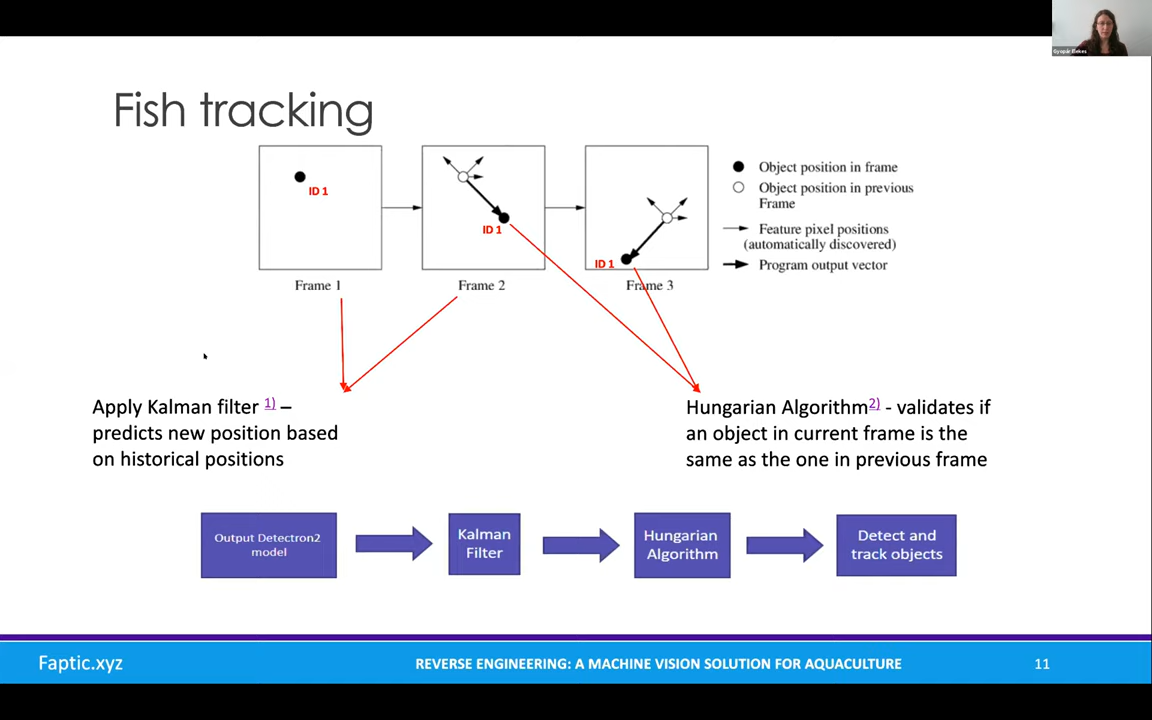 Gyopár Elekes
Fish tracking
ID 1
ID 1
ID 1
Frame 1
Frame 2
Frame 3
Object position in frame
Object position in previous
Frame
Feature pixel positions
(automatically discovered)
Program output vector
Apply Kalman filter 1) –
predicts new position based
on historical positions
Hungarian Algorithm2) - validates if
an object in current frame is the
same as the one in previous frame
Output Detectron2
model
Kalman
Filter
Hungarian
Algorithm
Detect and
track objects
Faptic.xyz
REVERSE ENGINEERING: A MACHINE VISION SOLUTION FOR AQUACULTURE
11